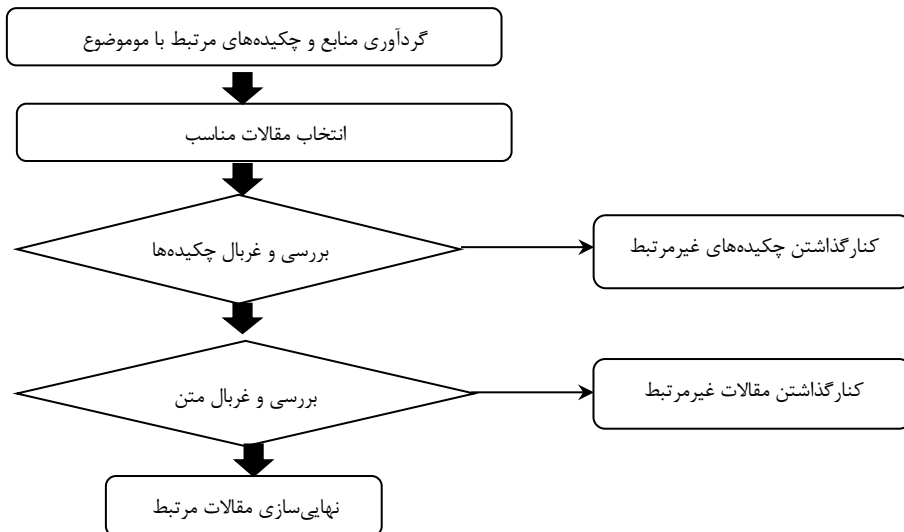 گردآوری منابع و چکیده‌های مرتبط با موموضوع
انتخاب مقالات مناسب
بررسی و غربال چکیده‌ها
کنارگذاشتن چکیده‌های غیرمرتبط
بررسی و غربال متن
کنارگذاشتن مقالات غیرمرتبط
نهایی‌سازی مقالات مرتبط